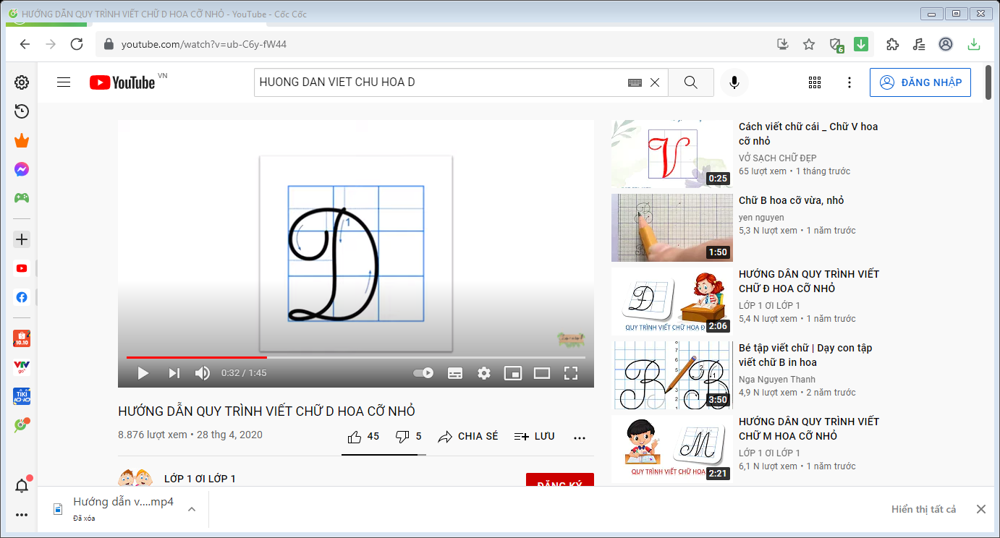 HƯỚNG DẪN QUY TRÌNH VIẾT CHỮ D HOA CỠ NHỎ - YouTube - Cốc Cốc
youtube.com/watch?v=ub-C6y-fW44
6
YouTube VN
HUONG DAN VIET CHU HOA D
ĐĂNG NHẬP
D
1
0:32 / 1:45
HƯỚNG DẪN QUY TRÌNH VIẾT CHỮ D HOA CỠ NHỎ
8.876 lượt xem • 28 thg 4, 2020
45
5
CHIA SẺ
LƯU
LỚP 1 ƠI LỚP 1
ĐĂNG KÝ
V
0:25
Cách viết chữ cái _ Chữ V hoa
cỡ nhỏ
VỞ SẠCH CHỮ ĐẸP
65 lượt xem • 1 tháng trước
1:50
Chữ B hoa cỡ vừa, nhỏ
yen nguyen
5,3 N lượt xem • 1 năm trước
Đ
QUY TRÌNH VIẾT CHỮ HOA Đ
2:06
HƯỚNG DẪN QUY TRÌNH VIẾT
CHỮ Đ HOA CỠ NHỎ
LỚP 1 ƠI LỚP 1
5,4 N lượt xem • 1 năm trước
B B
3:50
Bé tập viết chữ | Dạy con tập
viết chữ B in hoa
Nga Nguyen Thanh
4,9 N lượt xem • 2 năm trước
M
QUY TRÌNH VIẾT CHỮ HOA
2:21
HƯỚNG DẪN QUY TRÌNH VIẾT
CHỮ M HOA CỠ NHỎ
LỚP 1 ƠI LỚP 1
6,1 N lượt xem • 1 năm trước
10.10
VTV
go
TIKI
10-10
Hướng dẫn v....mp4
Đã xóa
Hiển thị tất cả